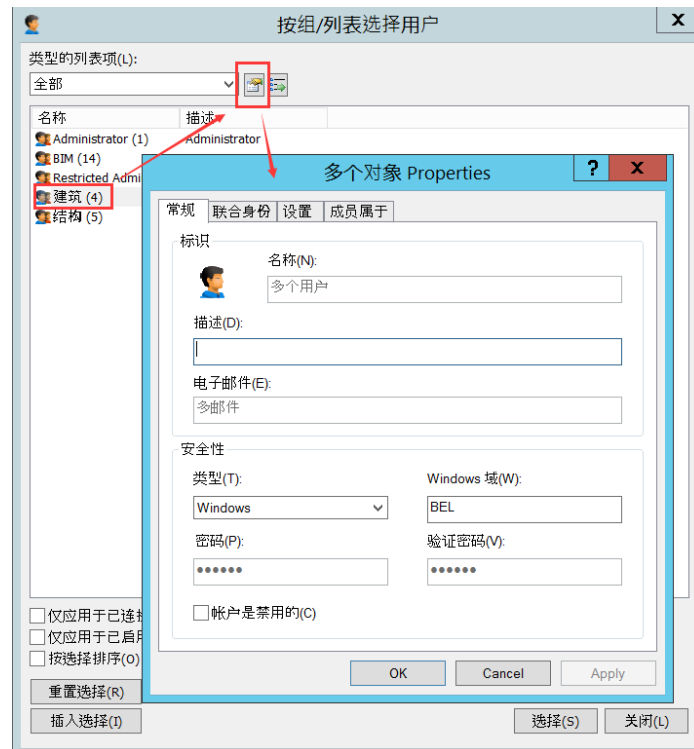 按组/列表选择用户
X
类型的列表项(L):
全部
名称 描述
Administrator (1) Administrator
BIM (14)
Restricted Admi
建筑 (4)
结构 (5)
多个对象 Properties
? X
常规 联合身份 设置 成员属于
标识
名称(N):
多个用户
描述(D):
电子邮件(E):
多邮件
安全性
类型(T): Windows 域(W):
Windows BEL
密码(P): 验证密码(V):
●●●●●● ●●●●●●
帐户是禁用的(C)
OK Cancel Apply
仅应用于已连
仅应用于已启用
按选择排序(O)
重置选择(R)
插入选择(I) 选择(S) 关闭(L)